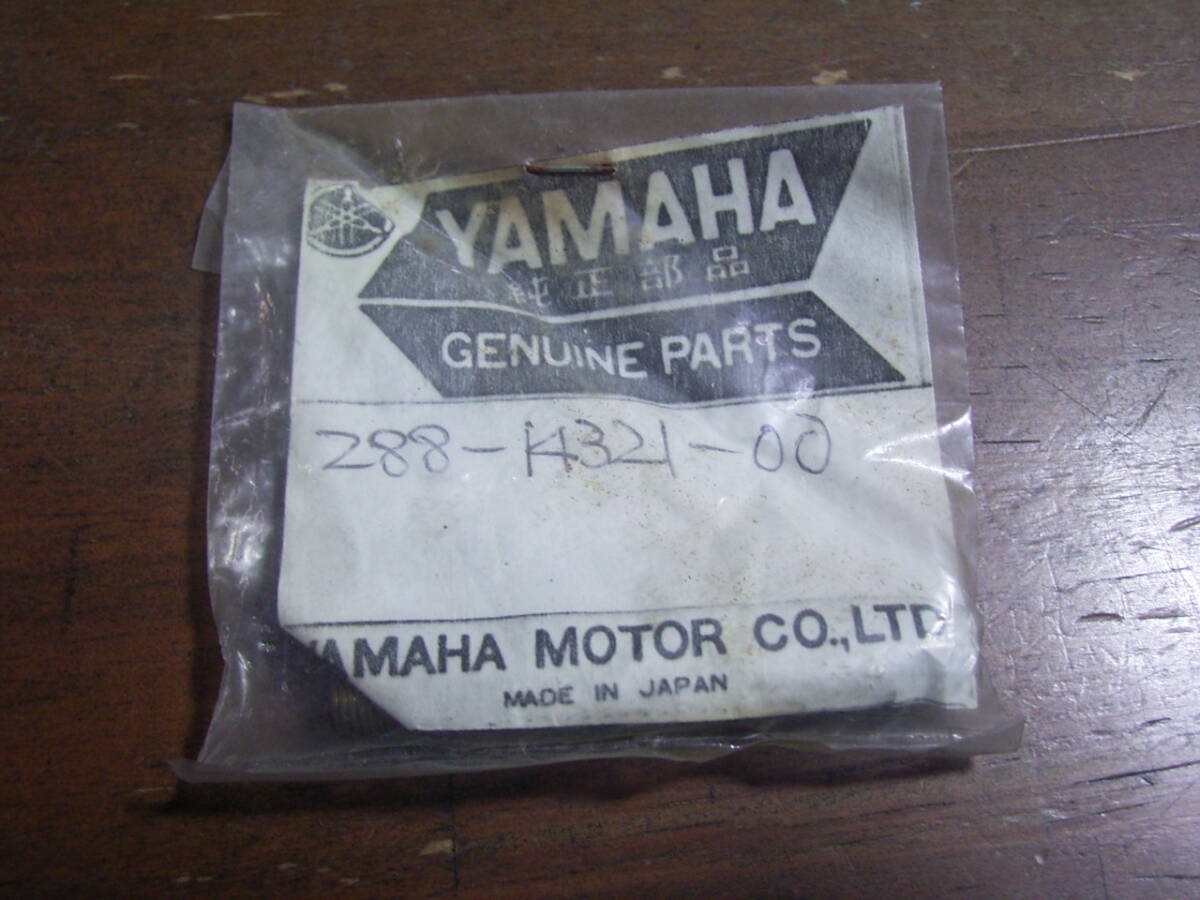 YAMAHA
純正部品
GENUINE PARTS
288-14321-00
YAMAHA MOTOR CO.,LTD
MADE IN JAPAN